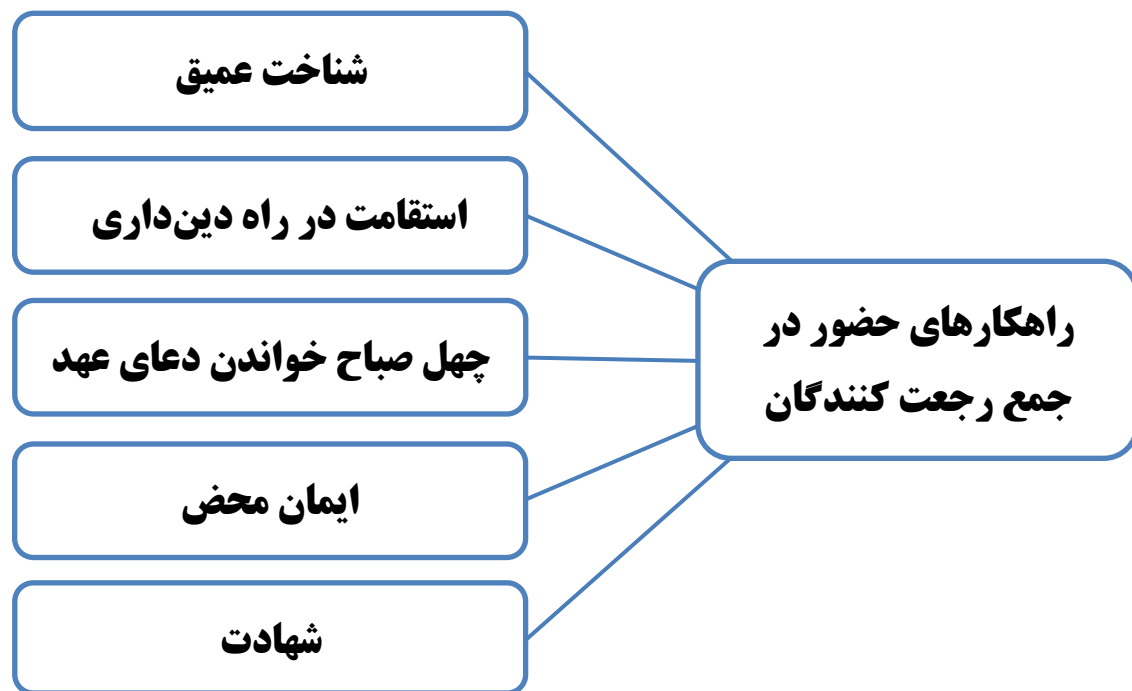 راهکارهای حضور در
جمع رجعت کنندگان
شناخت عمیق
استقامت در راه دین‌داری
چهل صباح خواندن دعای عهد
ایمان محض
شهادت